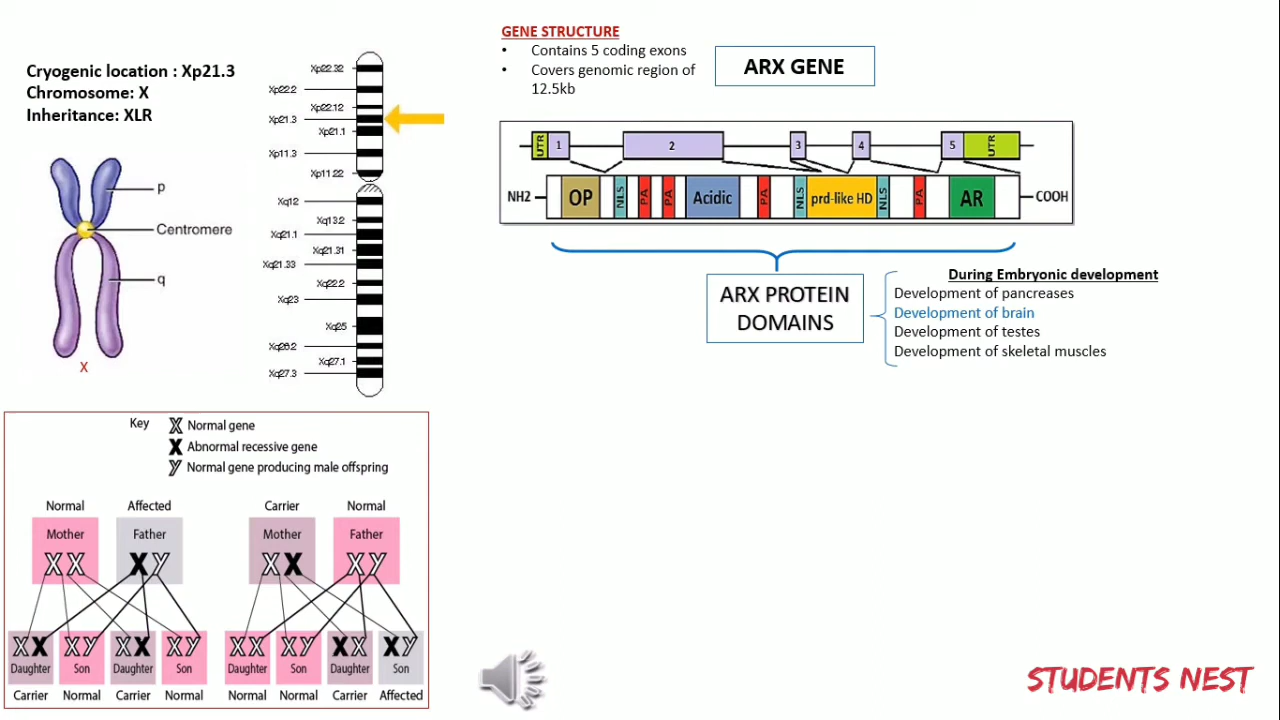 Cryogenic location : Xp21.3
Chromosome: X
Inheritance: XLR
p
Centromere
q
X
Xp22.32
Xp22.2
Xp22.12
Xp21.3
Xp21.1
Xp11.3
Xp11.22
Xq12
Xq13.2
Xq21.1
Xq21.31
Xq21.33
Xq22.2
Xq23
Xq25
Xq26.2
Xq27.1
Xq27.3
GENE STRUCTURE
• Contains 5 coding exons
• Covers genomic region of
12.5kb
ARX GENE
UTR 1 2 3 4 5 UTR
NH2 OP NLS PA PA Acidic PA NLS prd-like HD NLS PA AR COOH
ARX PROTEIN
DOMAINS
During Embryonic development
Development of pancreases
Development of brain
Development of testes
Development of skeletal muscles
Key
X Normal gene
X Abnormal recessive gene
Y Normal gene producing male offspring
Normal Affected Carrier Normal
Mother Father Mother Father
X X X Y X X X Y
X X X Y X X X Y X X X Y X X X Y
Daughter Son Daughter Son Daughter Son Daughter Son
Carrier Normal Carrier Normal Normal Normal Carrier Affected
STUDENTS NEST